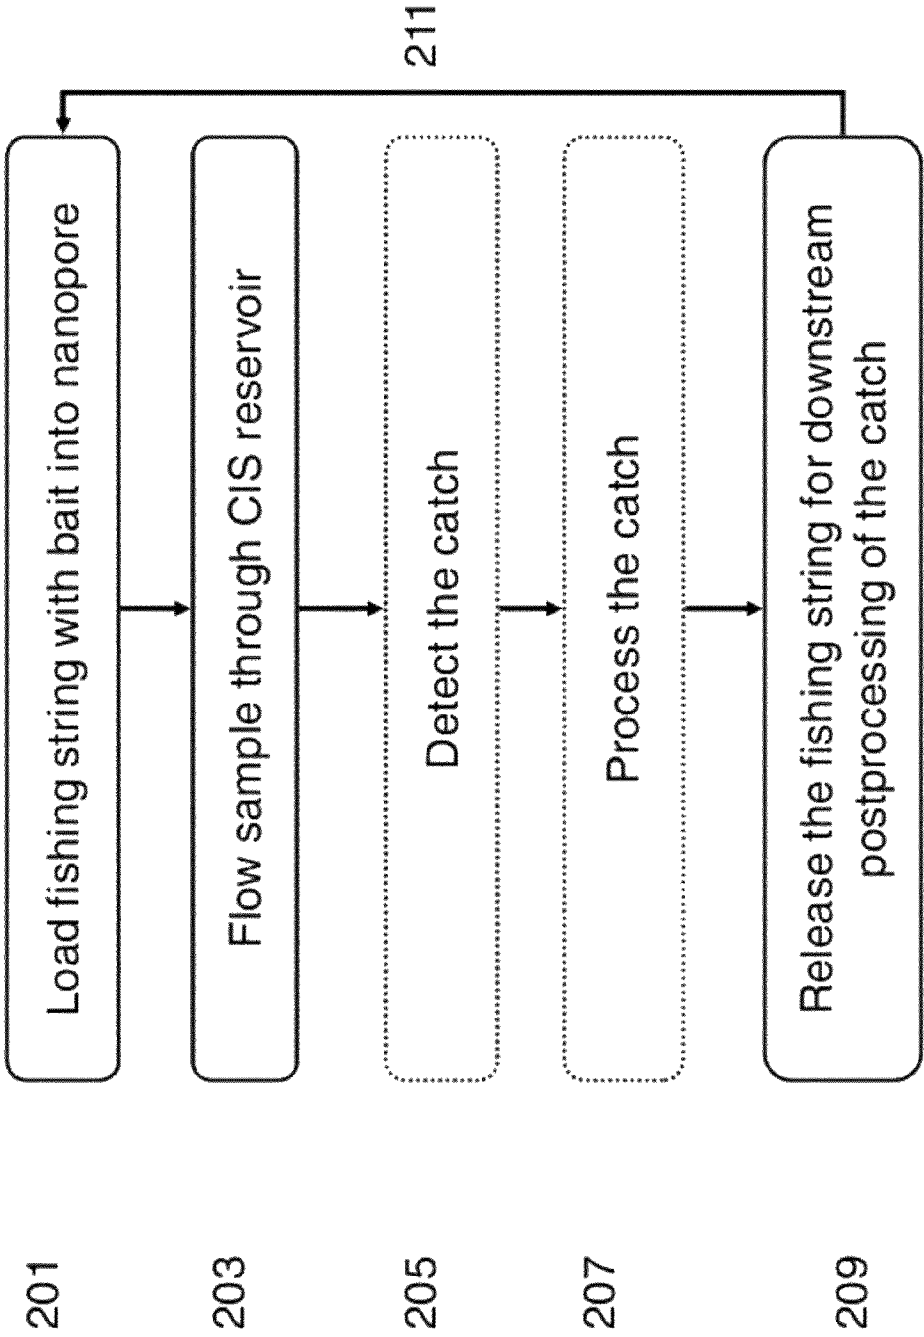 201
Load fishing string with bait into nanopore
203
Flow sample through CIS reservoir
205
Detect the catch
207
Process the catch
209
Release the fishing string for downstream
postprocessing of the catch
211